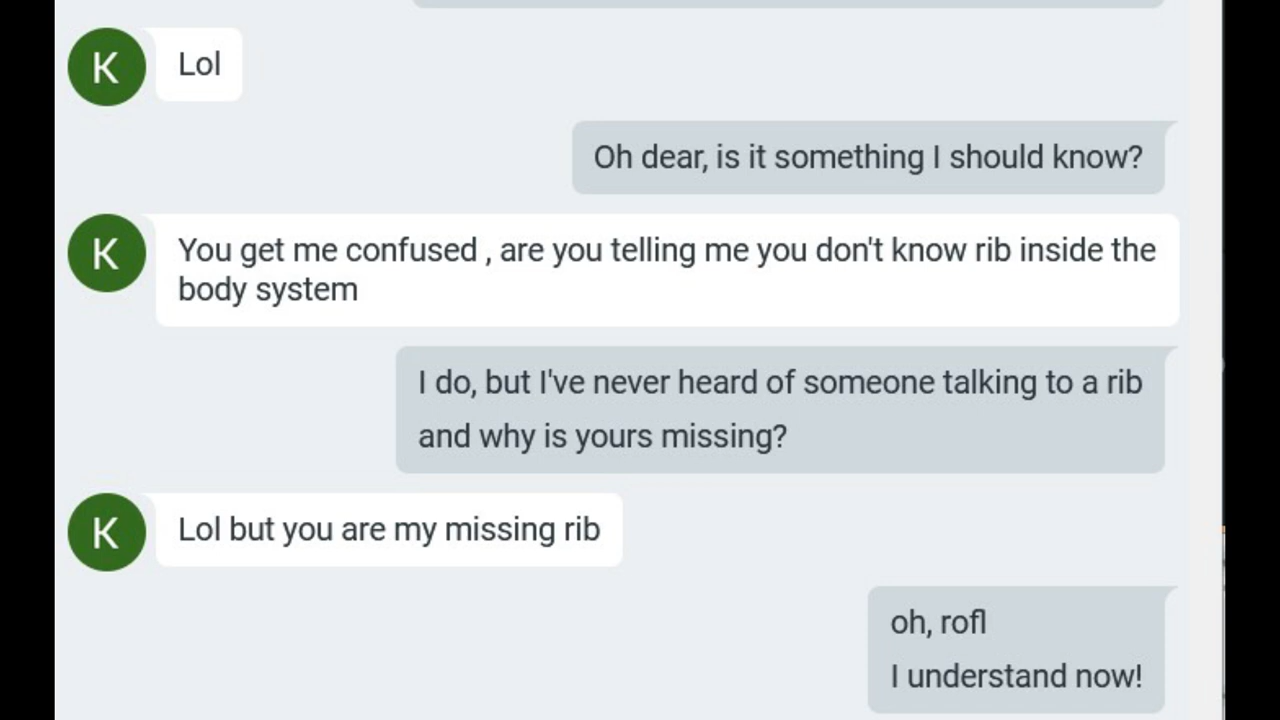 K
Lol
Oh dear, is it something I should know?
K
You get me confused , are you telling me you don't know rib inside the
body system
I do, but I've never heard of someone talking to a rib
and why is yours missing?
K
Lol but you are my missing rib
oh, rofl
I understand now!